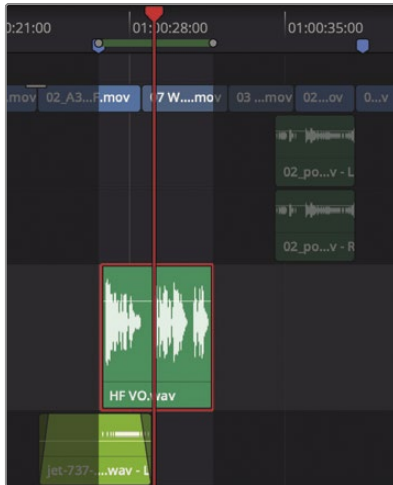 0:21:00 01:00:28:00 01:00:35:00
.mov 02_A3...F.mov 07 W....mov 03 ...mov 02...ov 0...v
02_po...v - L
02_po...v - R
HF VO.wav
jet-737-....wav - L